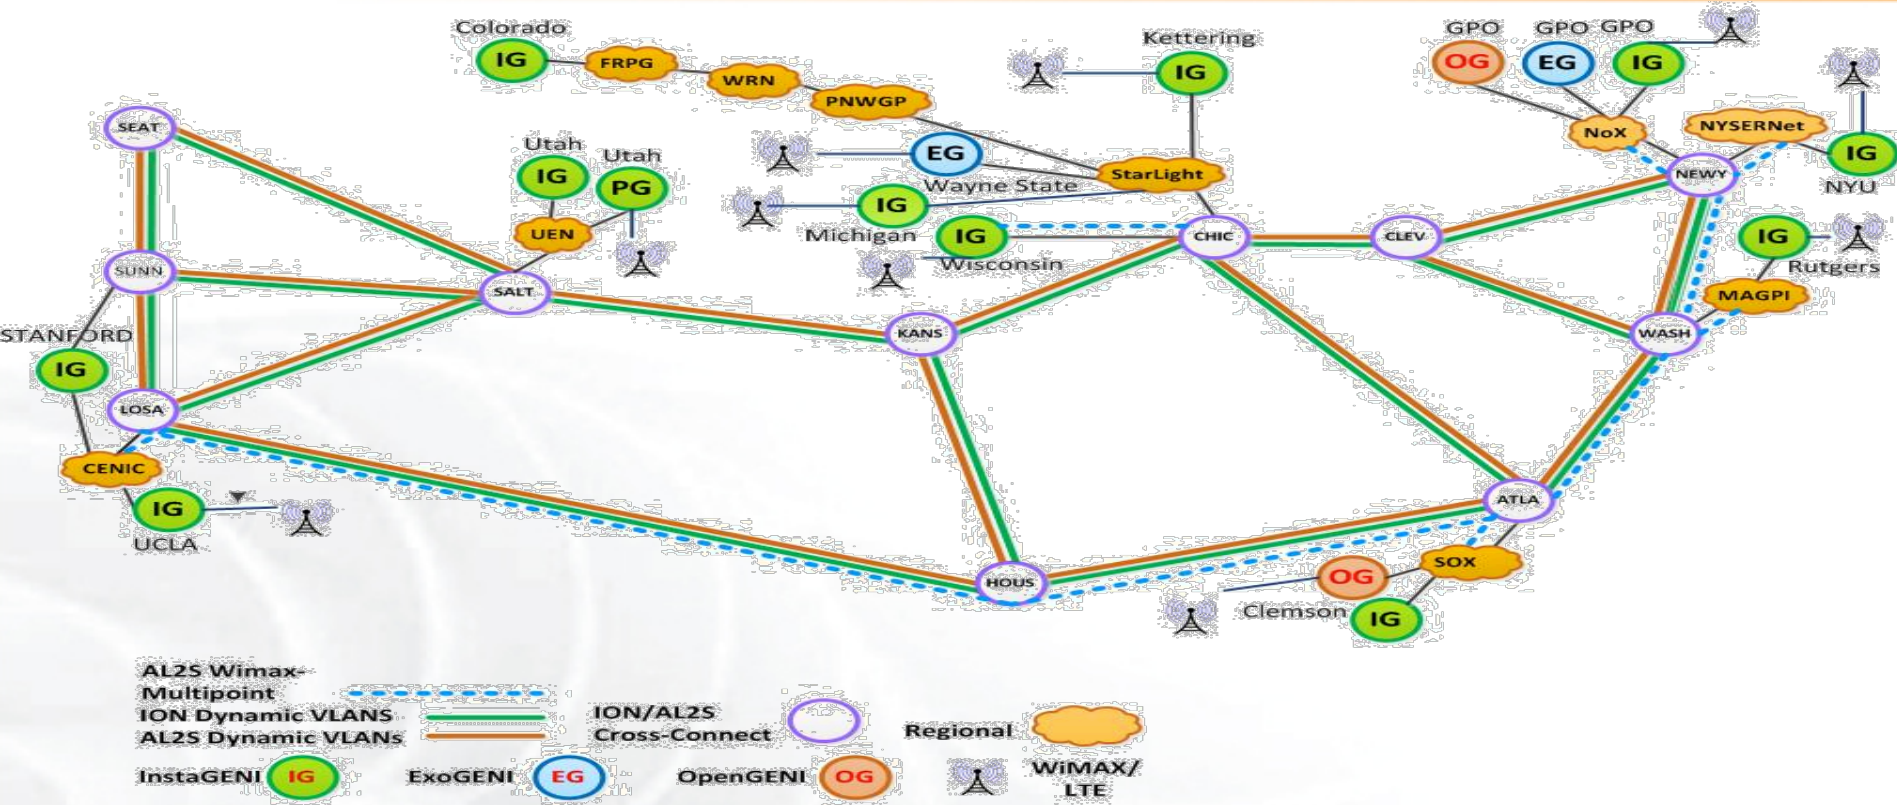 Colorado
IG
FRPG
WRN
PNWGP
Kettering
IG
GPO
GPO
GPO
OG
EG
IG
SEAT
Utah
IG
Utah
PG
UEN
EG
Wayne State
StarLight
NoX
NYSERNet
IG
NYU
NEWY
IG
Michigan
IG
Wisconsin
CHIC
CLEV
IG
Rutgers
MAGPI
SUNN
SALT
KANS
WASH
STANFORD
IG
LOSA
CENIC
IG
UCLA
ATLA
HOUS
SOX
OG
Clemson
IG
AL2S Wimax-
Multipoint
ION Dynamic VLANS
AL2S Dynamic VLANs
ION/AL2S
Cross-Connect
Regional
InstaGENI
IG
ExoGENI
EG
OpenGENI
OG
WiMAX/
LTE